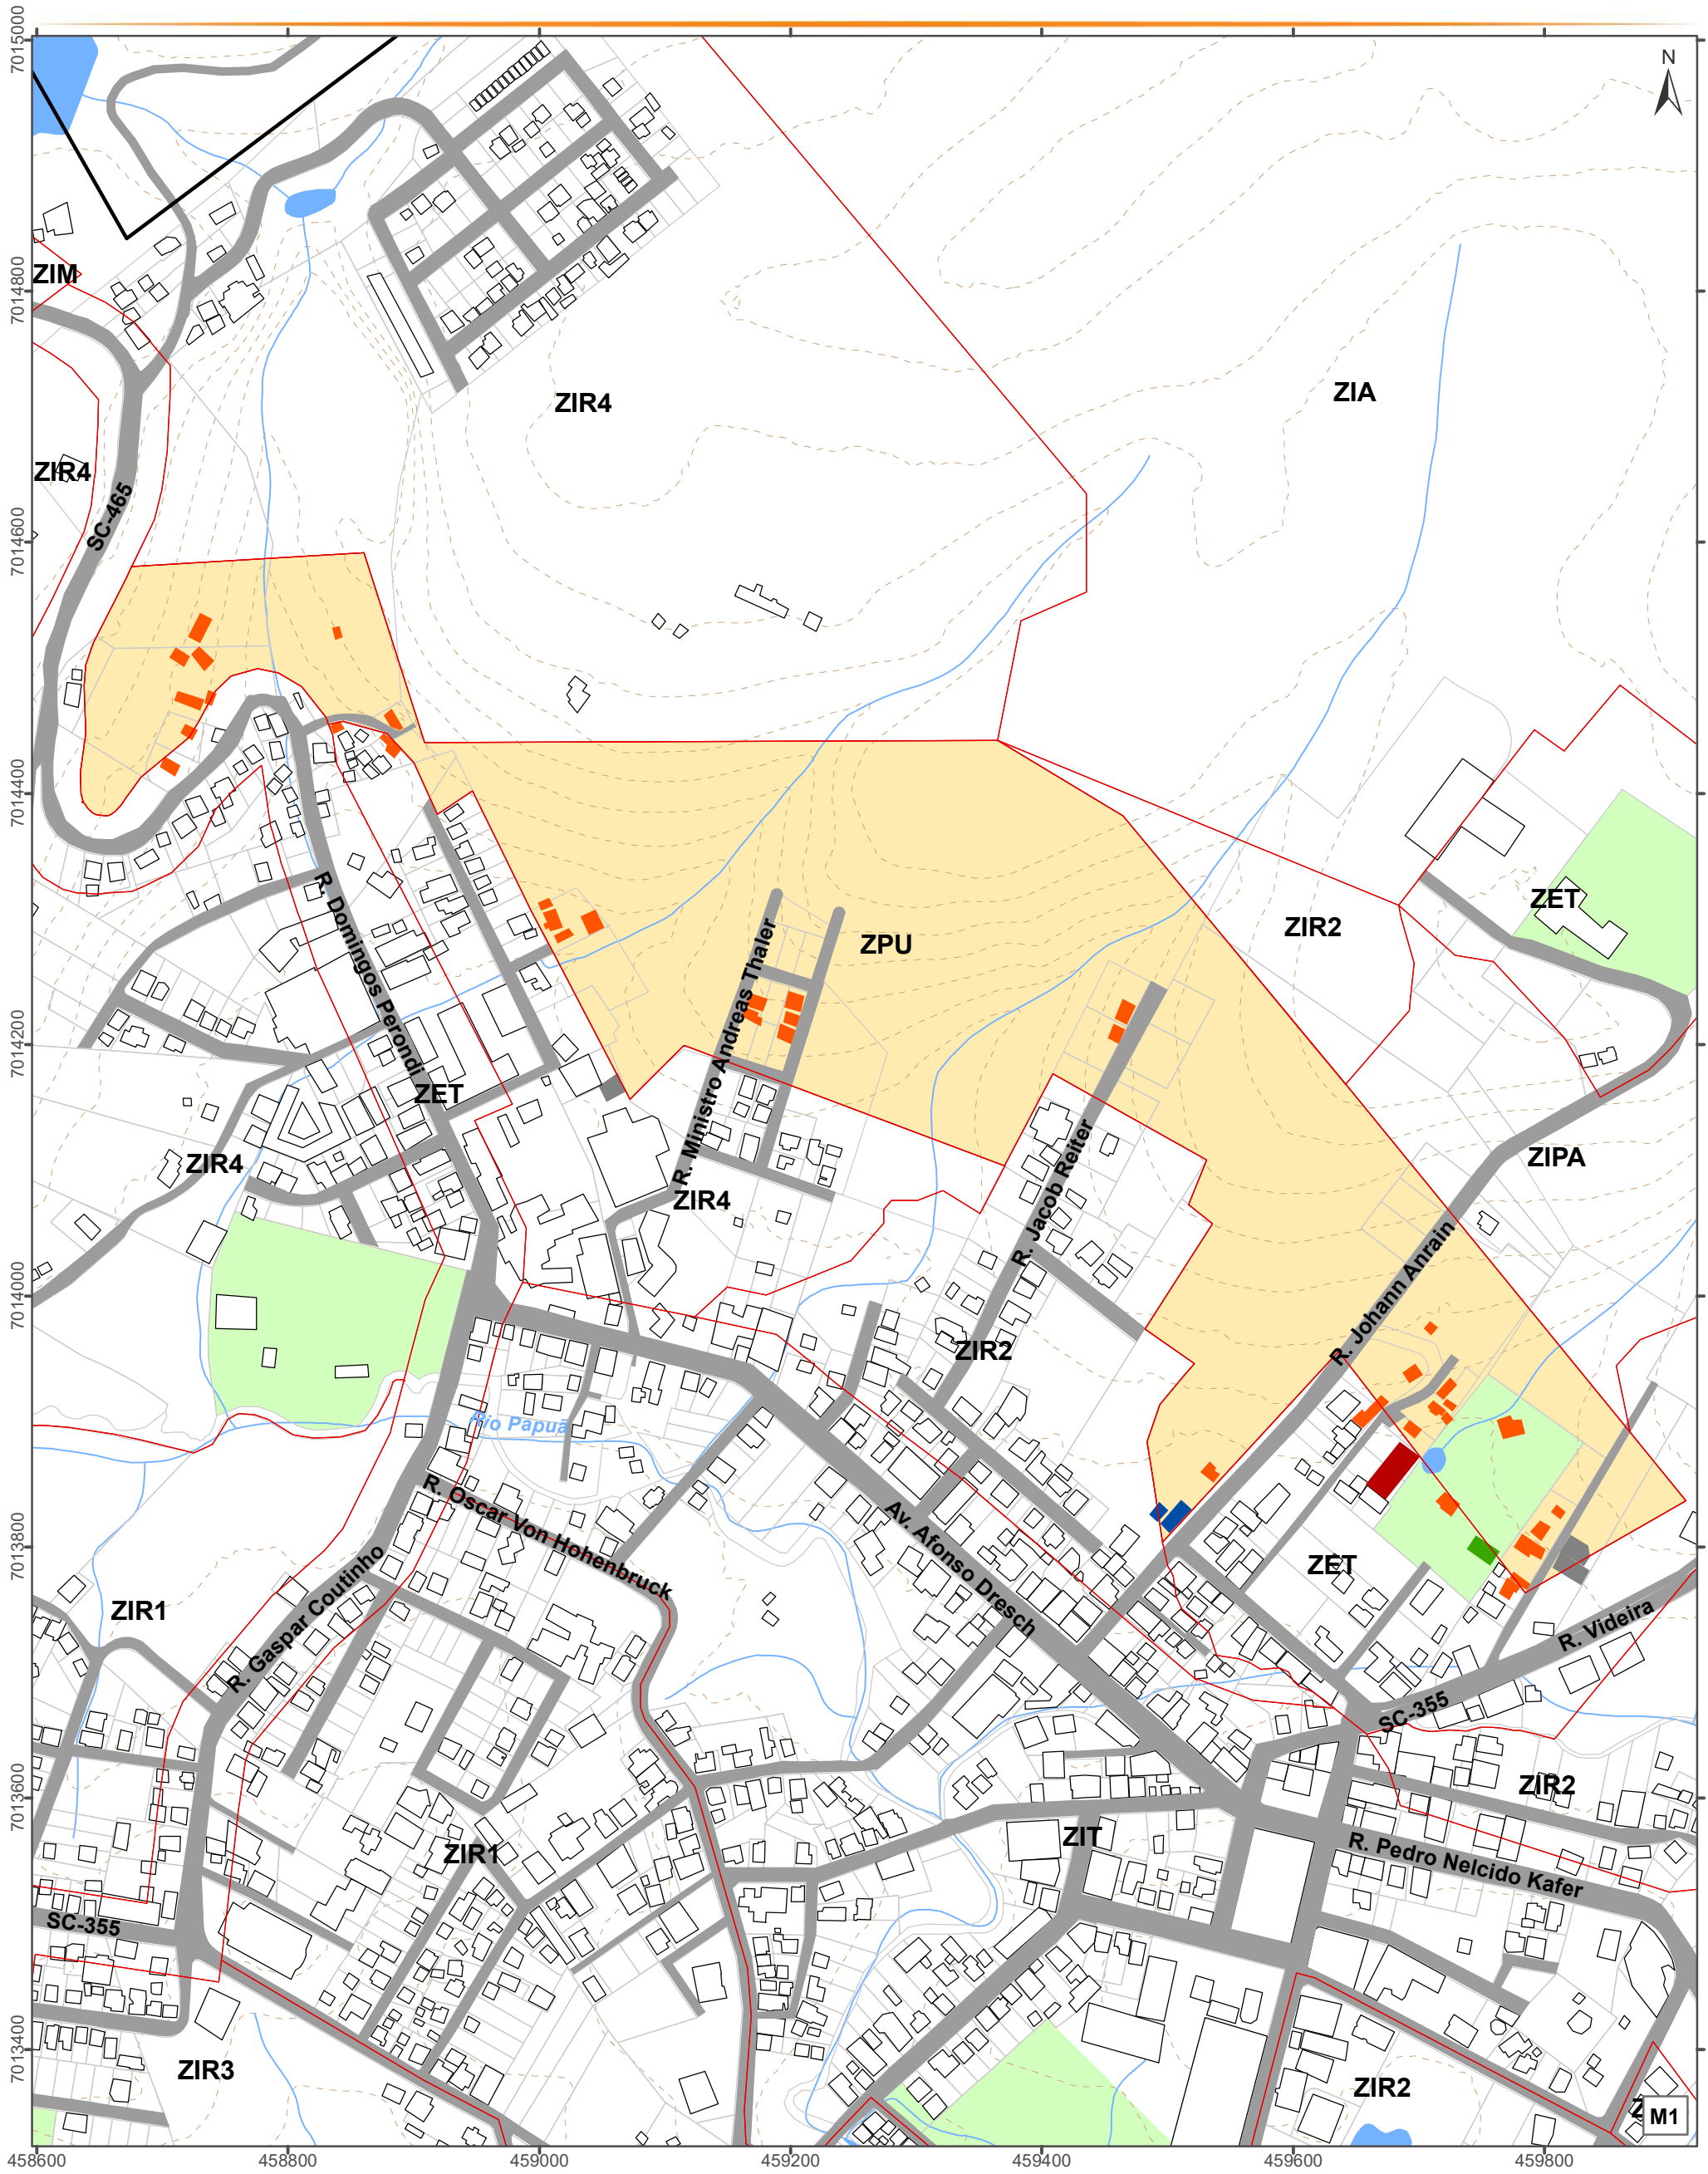 N
7015000
7014800
7014600
7014400
7014200
7014000
7013800
7013600
7013400
ZIM
ZIR4
ZIA
ZIR4
SC-465
ZET
ZIR2
ZPU
R. Domingos Perondi
R. Ministro Andreas Thaler
ZET
R. Jacob Reiter
ZIPA
ZIR4
ZIR4
R. Johann Anrain
ZIR2
Rio Papuã
R. Oscar Von Hohenbruck
Av. Afonso Dresch
ZET
ZIR1
R. Gaspar Coutinho
R. Videira
SC-355
ZIR2
ZIT
ZIR1
R. Pedro Nelcido Kafer
SC-355
ZIR3
ZIR2
M1
458600
458800
459000
459200
459400
459600
459800